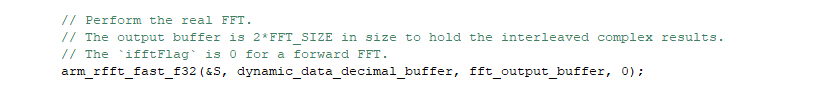 // Perform the real FFT.
// The output buffer is 2*FFT_SIZE in size to hold the interleaved complex results.
// The `ifftFlag` is 0 for a forward FFT.
arm_rfft_fast_f32(&S, dynamic_data_decimal_buffer, fft_output_buffer, 0);